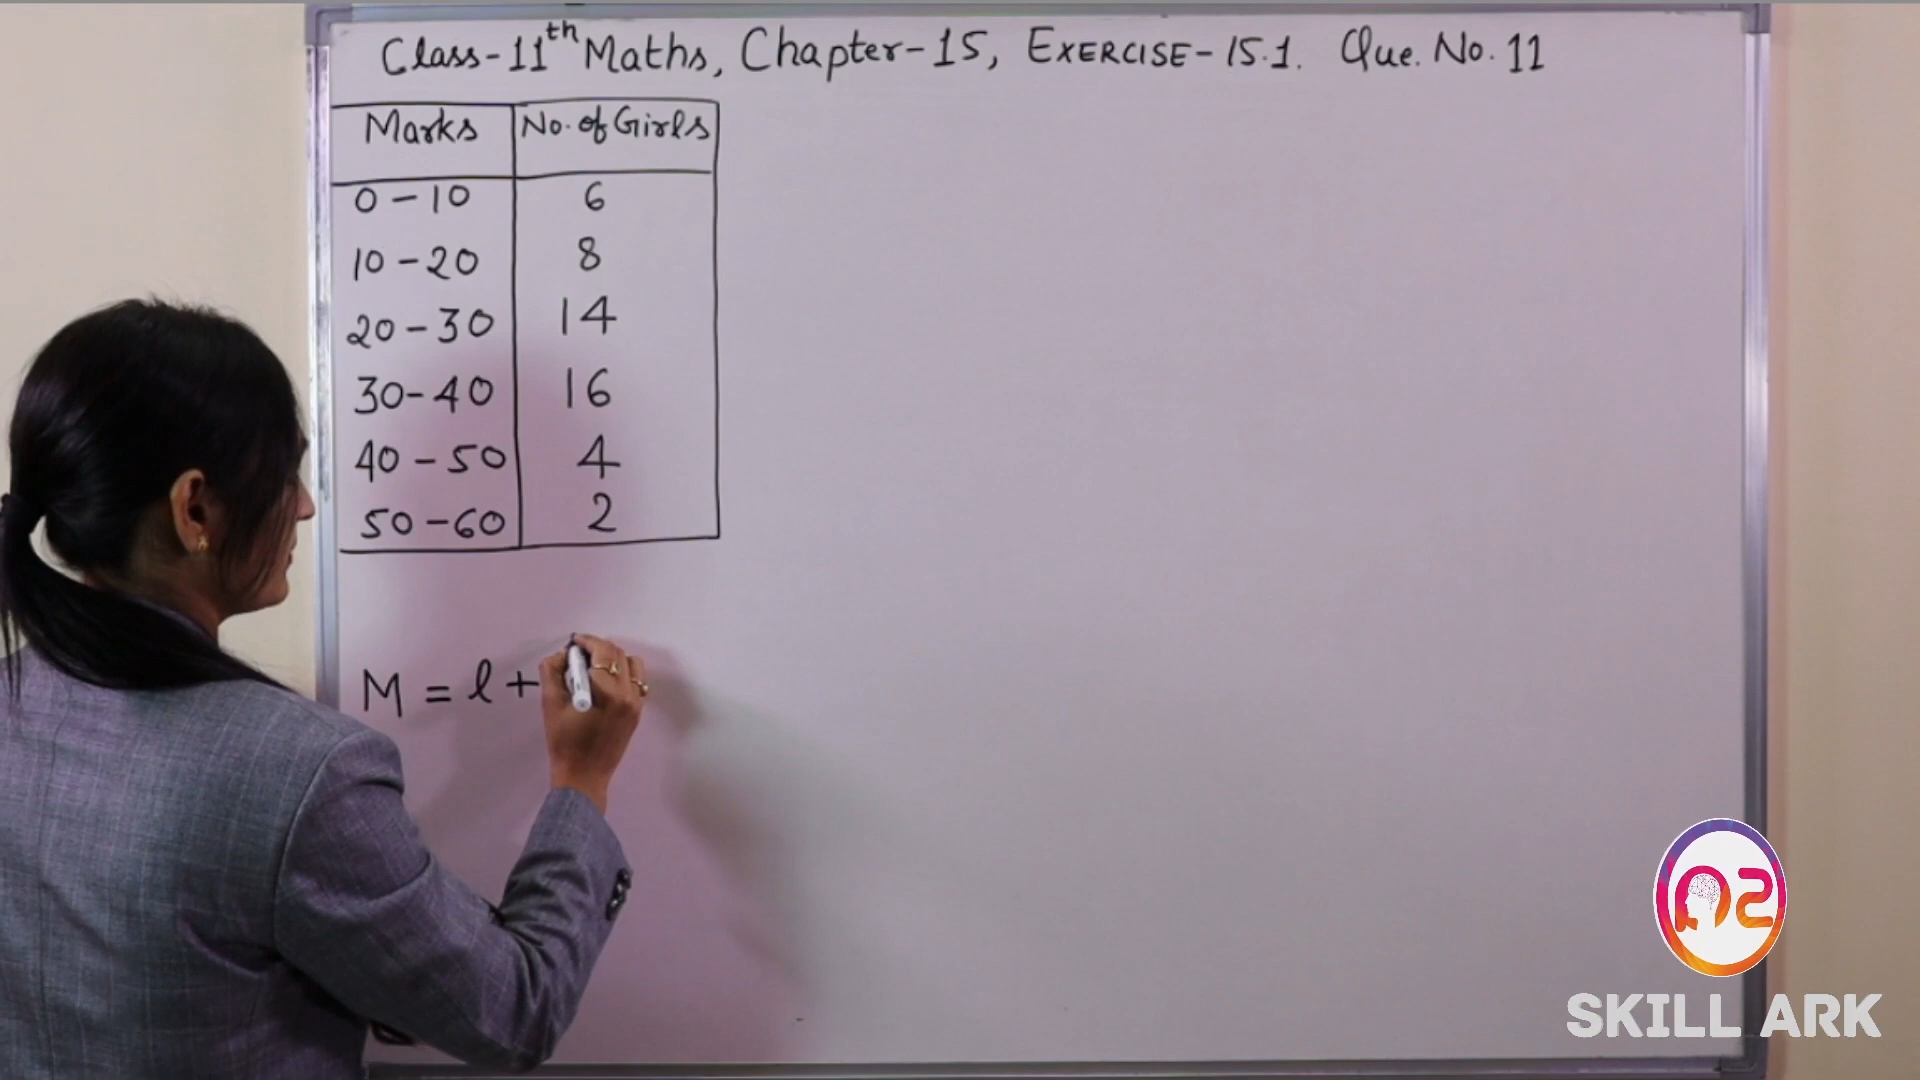 Class-11th Maths, Chapter-15, EXERCISE-15.1. Que. No. 11
Marks No. of Girls
0-10 6
10-20 8
20-30 14
30-40 16
40-50 4
50-60 2
M = l +
SKILL ARK